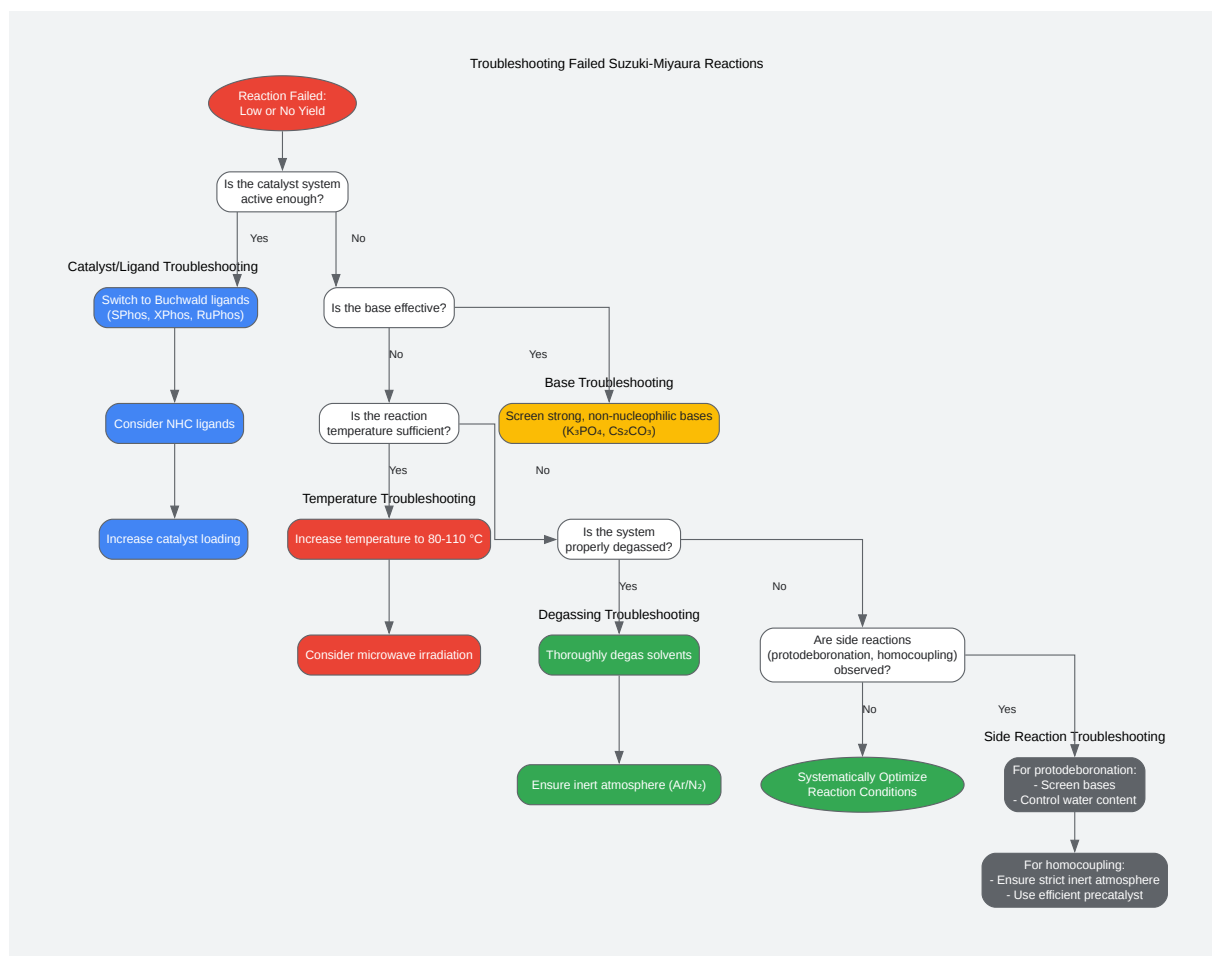 Troubleshooting Failed Suzuki-Miyaura Reactions
Reaction Failed:
Low or No Yield
Is the catalyst system
active enough?
Yes
No
Catalyst/Ligand Troubleshooting
Switch to Buchwald ligands
(SPhos, XPhos, RuPhos)
Is the base effective?
No
Yes
Base Troubleshooting
Consider NHC ligands
Is the reaction
temperature sufficient?
Screen strong, non-nucleophilic bases
(K₃PO₄, Cs₂CO₃)
Yes
No
Temperature Troubleshooting
Increase catalyst loading
Increase temperature to 80-110 °C
Is the system
properly degassed?
Yes
No
Degassing Troubleshooting
Consider microwave irradiation
Thoroughly degas solvents
Are side reactions
(protodeboronation, homocoupling)
observed?
No
Yes
Side Reaction Troubleshooting
Ensure inert atmosphere (Ar/N₂)
Systematically Optimize
Reaction Conditions
For protodeboronation:
- Screen bases
- Control water content
For homocoupling:
- Ensure strict inert atmosphere
- Use efficient precatalyst